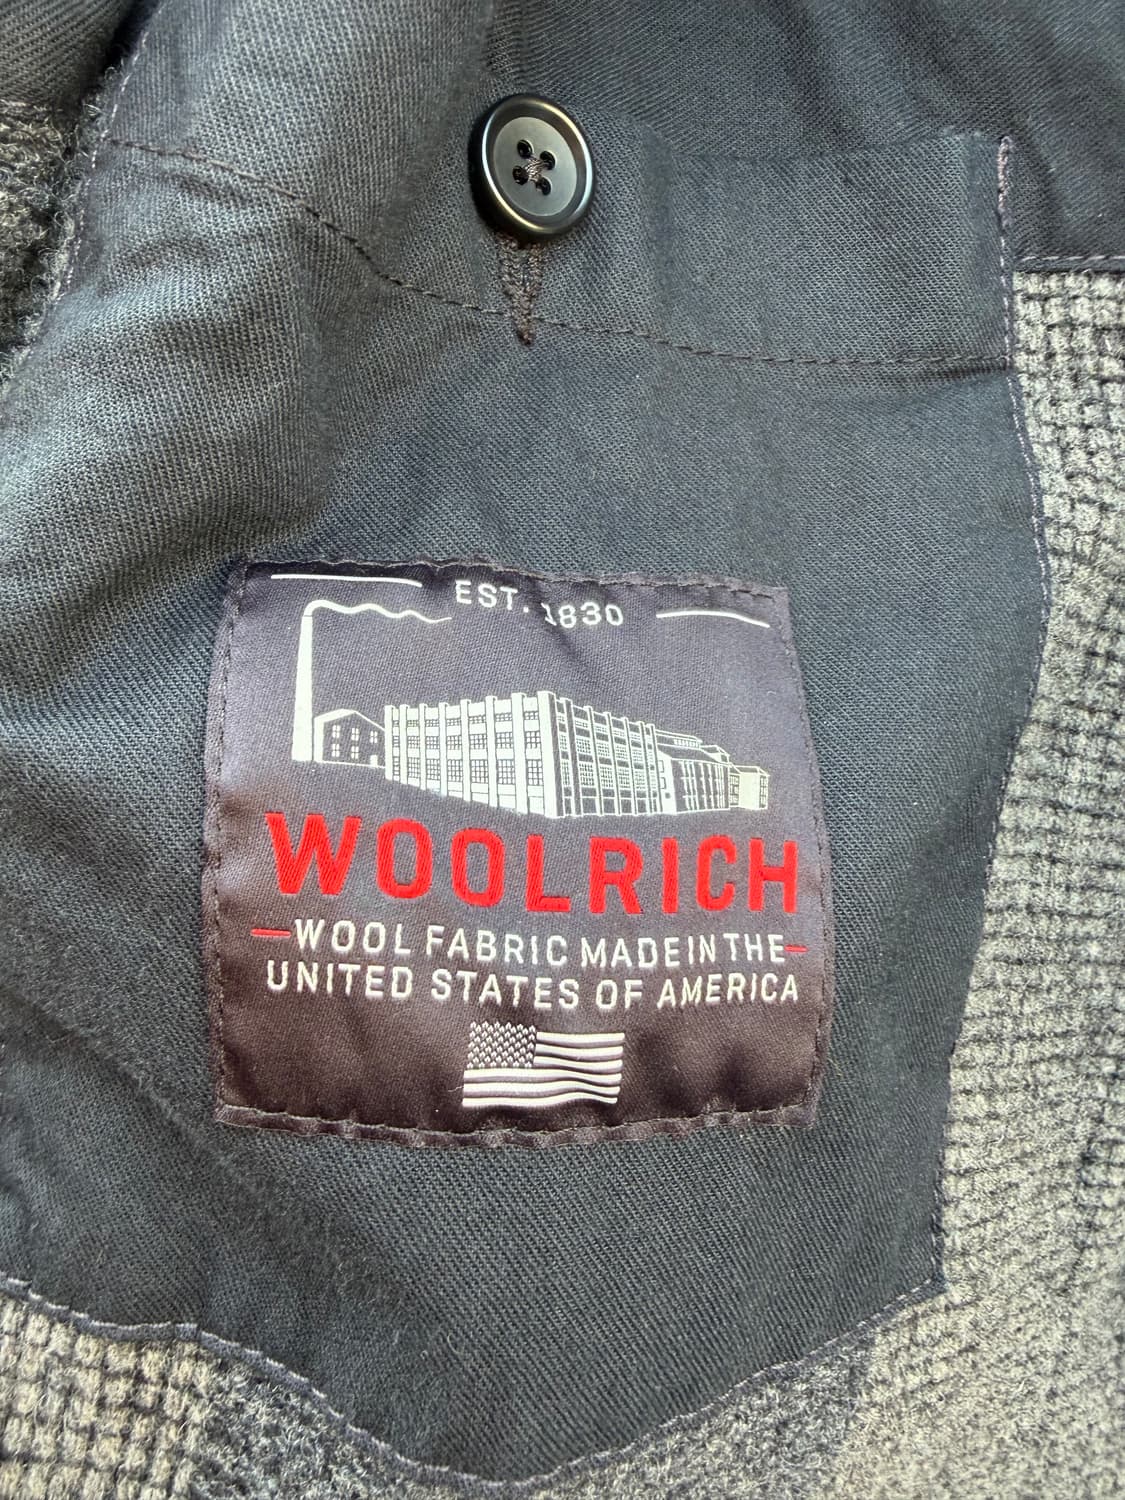 EST. 1830
WOOLRICH
WOOL FABRIC MADE IN THE
UNITED STATES OF AMERICA